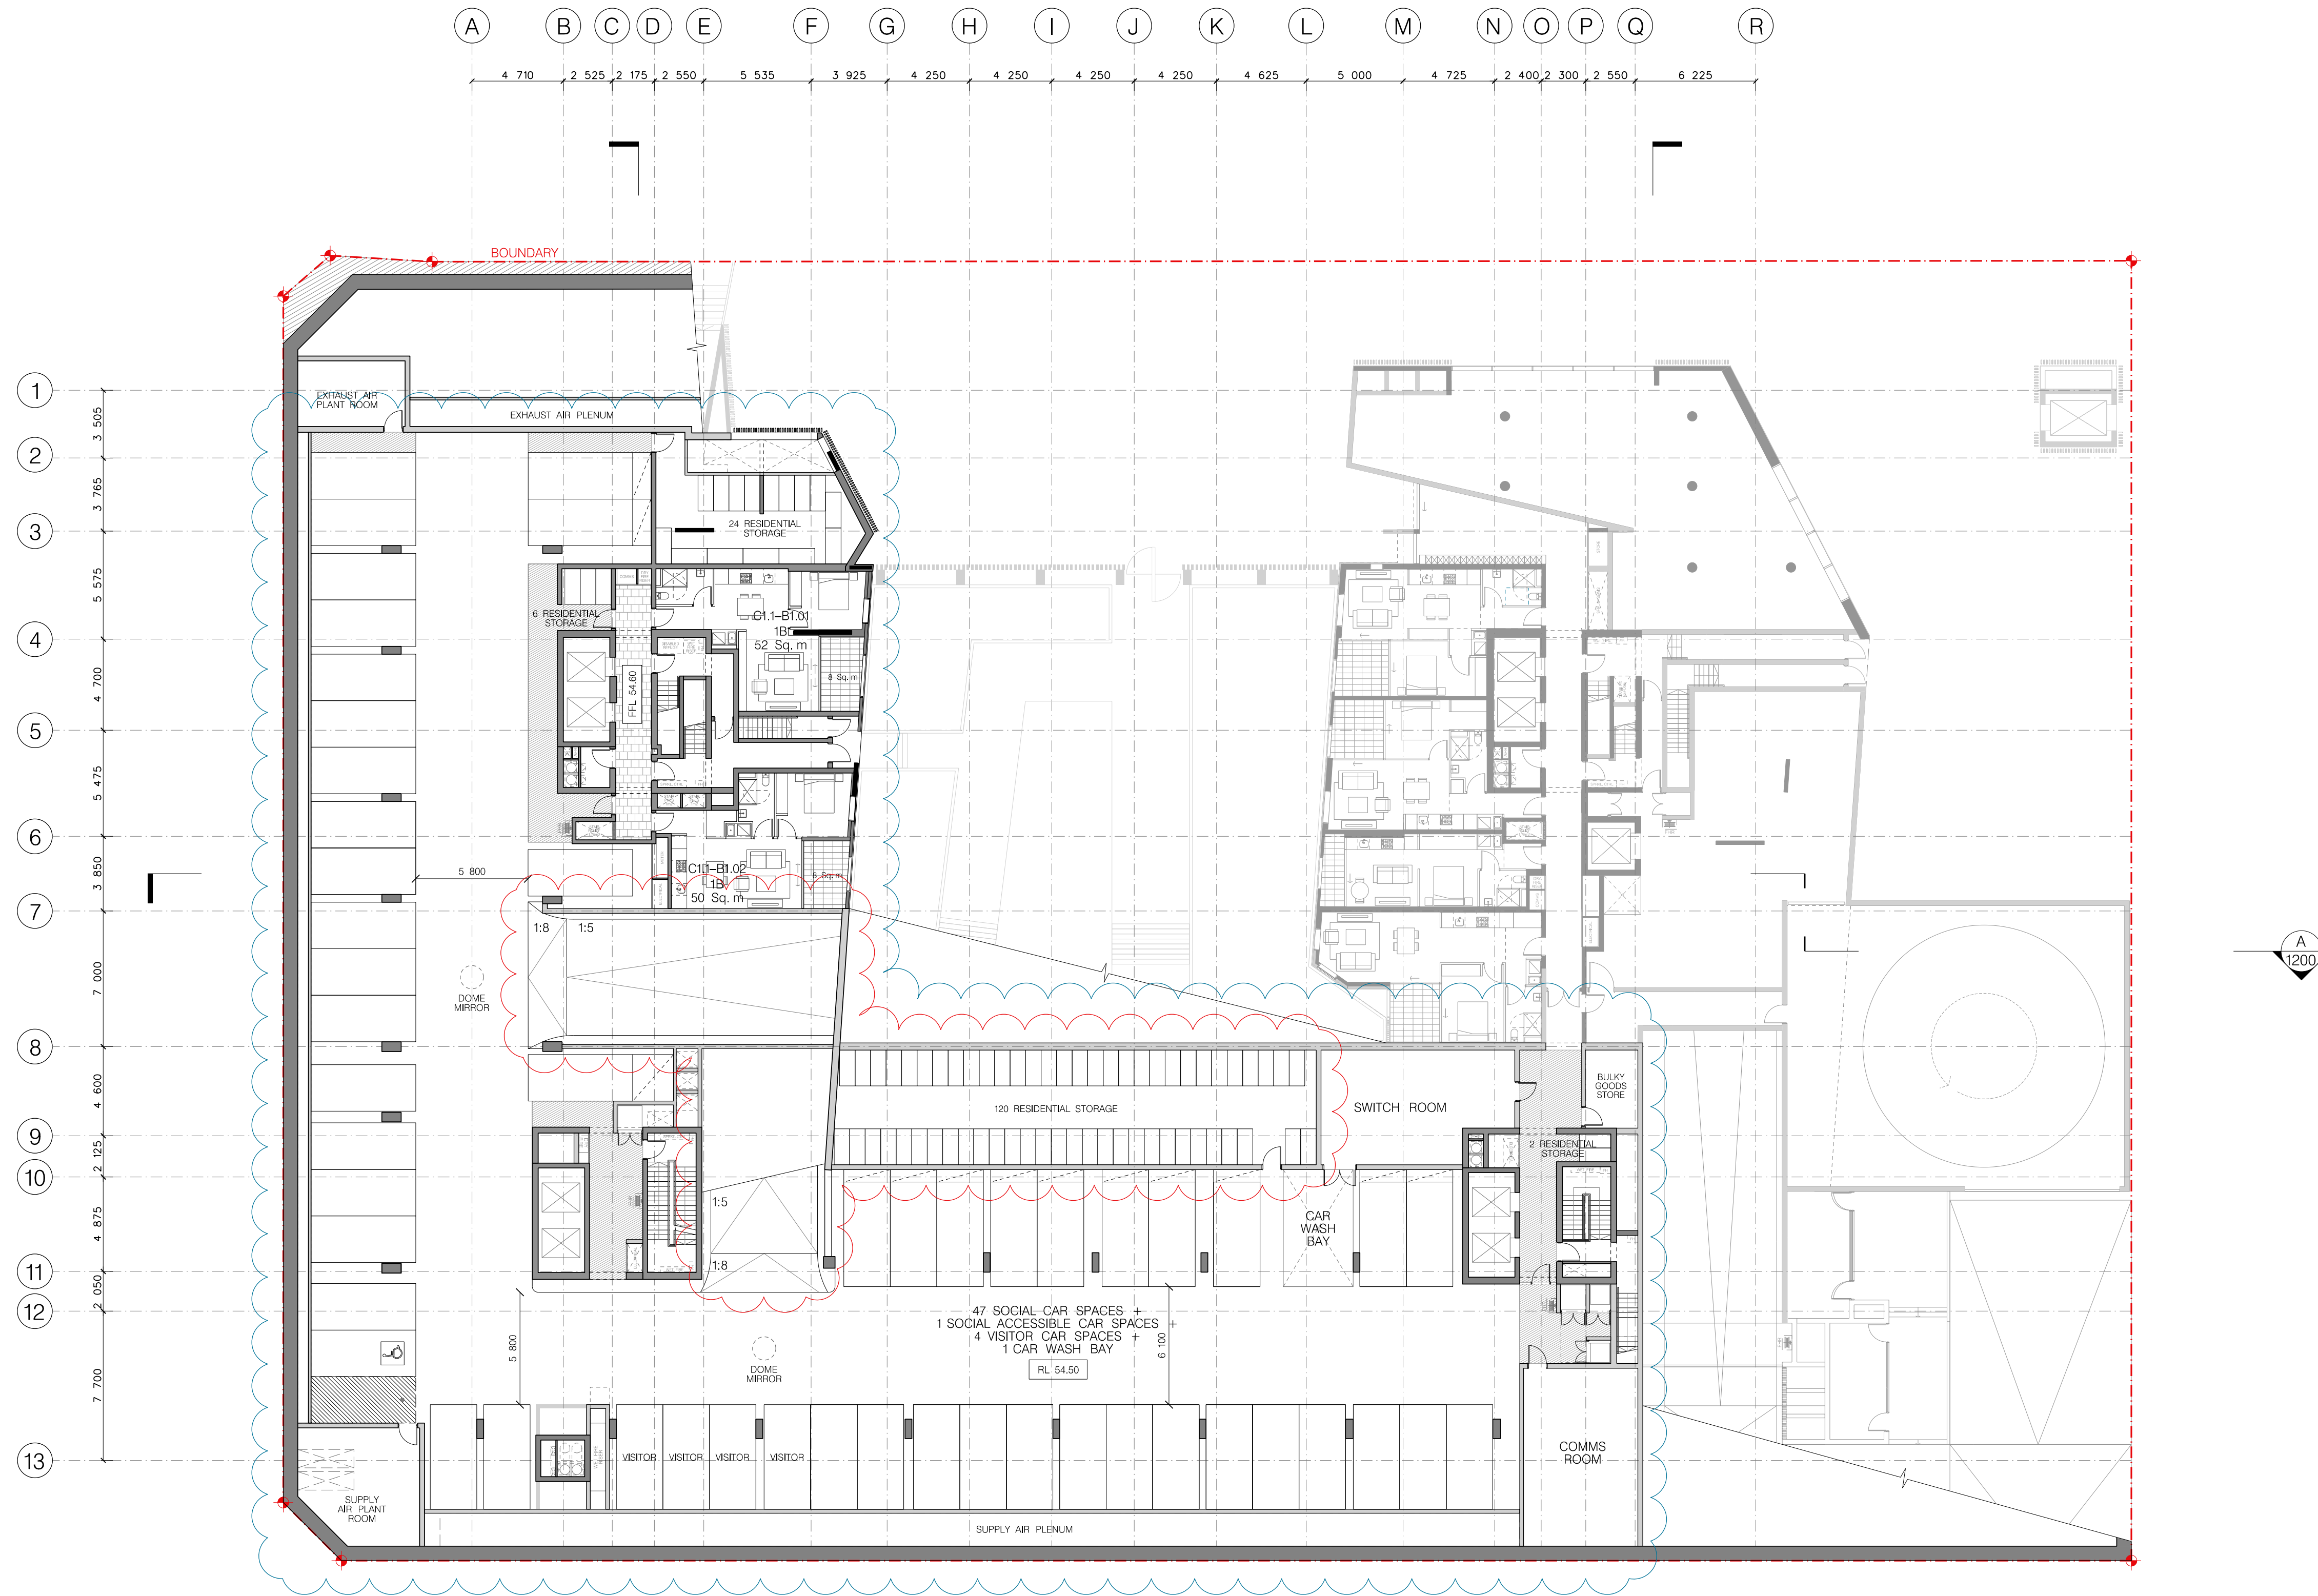 A B C D E F G H I J K L M N O P Q R
4 710 2 525 2 175 2 550 5 535 3 925 4 250 4 250 4 250 4 250 4 625 5 000 4 725 2 400 2 300 2 550 6 225
BOUNDARY
1
3 505
2
3 765
3
5 575
4
4 700
5
5 475
6
3 850
7
7 000
8
4 600
9
2 125
10
4 875
11
2 050
12
7 700
13
EXHAUST AIR
PLANT ROOM
EXHAUST AIR PLENUM
24 RESIDENTIAL
STORAGE
6 RESIDENTIAL
STORAGE
C1.1-B1.01
1B
52 Sq. m
8 Sq. m
FFL 54.60
C1.1-B1.02
1B
50 Sq. m
8 Sq. m
5 800
1:8
1:5
DOME
MIRROR
A
1200
120 RESIDENTIAL STORAGE
SWITCH ROOM
BULKY
GOODS
STORE
2 RESIDENTIAL
STORAGE
1:5
1:8
CAR
WASH
BAY
47 SOCIAL CAR SPACES +
1 SOCIAL ACCESSIBLE CAR SPACES +
4 VISITOR CAR SPACES +
1 CAR WASH BAY
RL 54.50
5 800
6 100
DOME
MIRROR
VISITOR
VISITOR
VISITOR
VISITOR
COMMS
ROOM
SUPPLY
AIR PLANT
ROOM
SUPPLY AIR PLENUM